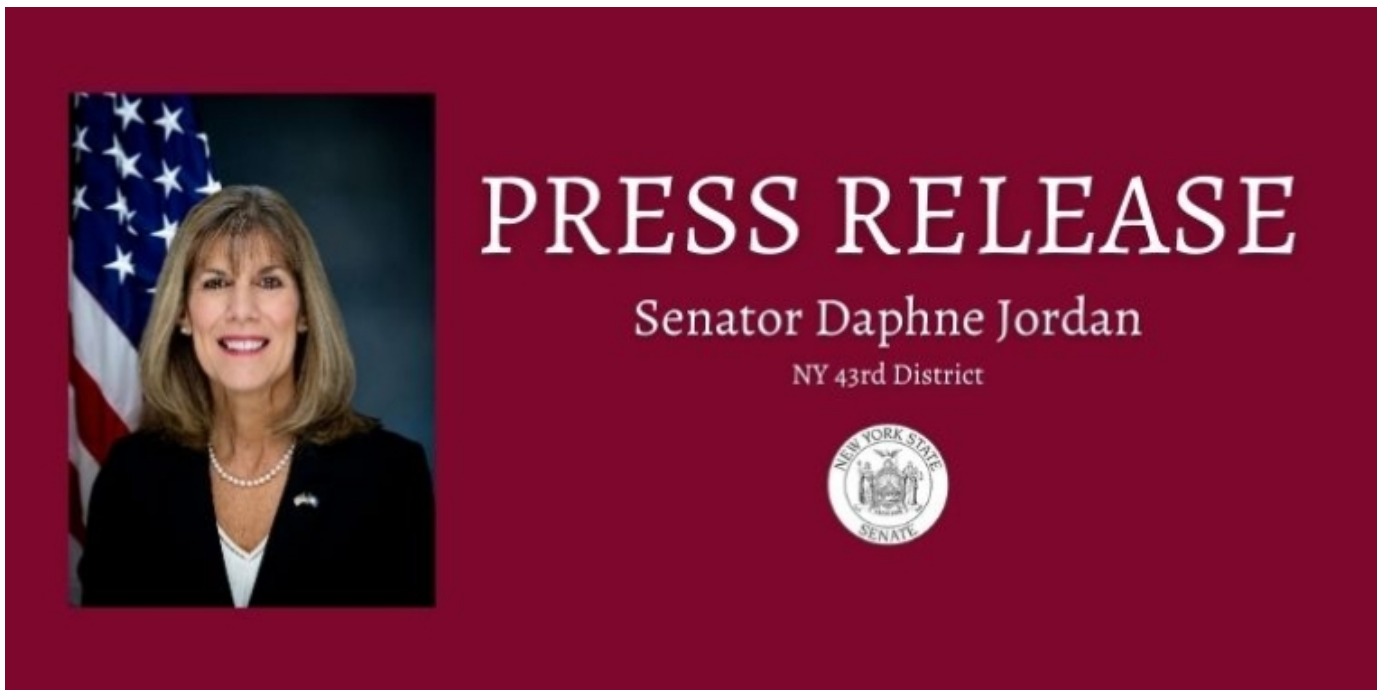 PRESS RELEASE
Senator Daphne Jordan
NY 43rd District
NEW YORK STATE
SENATE